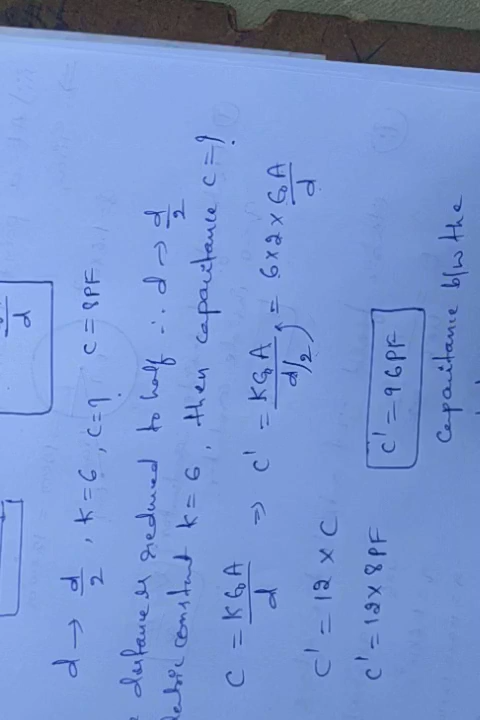 d
d → d/2, K=6, C=? C=8PF
distance is reduced to half ∴ d → d/2
constant K=6, then capacitance C=?
C = Kε₀A/d ⇒ C' = Kε₀A/d/2 = 6×2×ε₀A/d
C' = 12 × C
C' = 12×8PF C' = 96PF
Capacitance b/w the